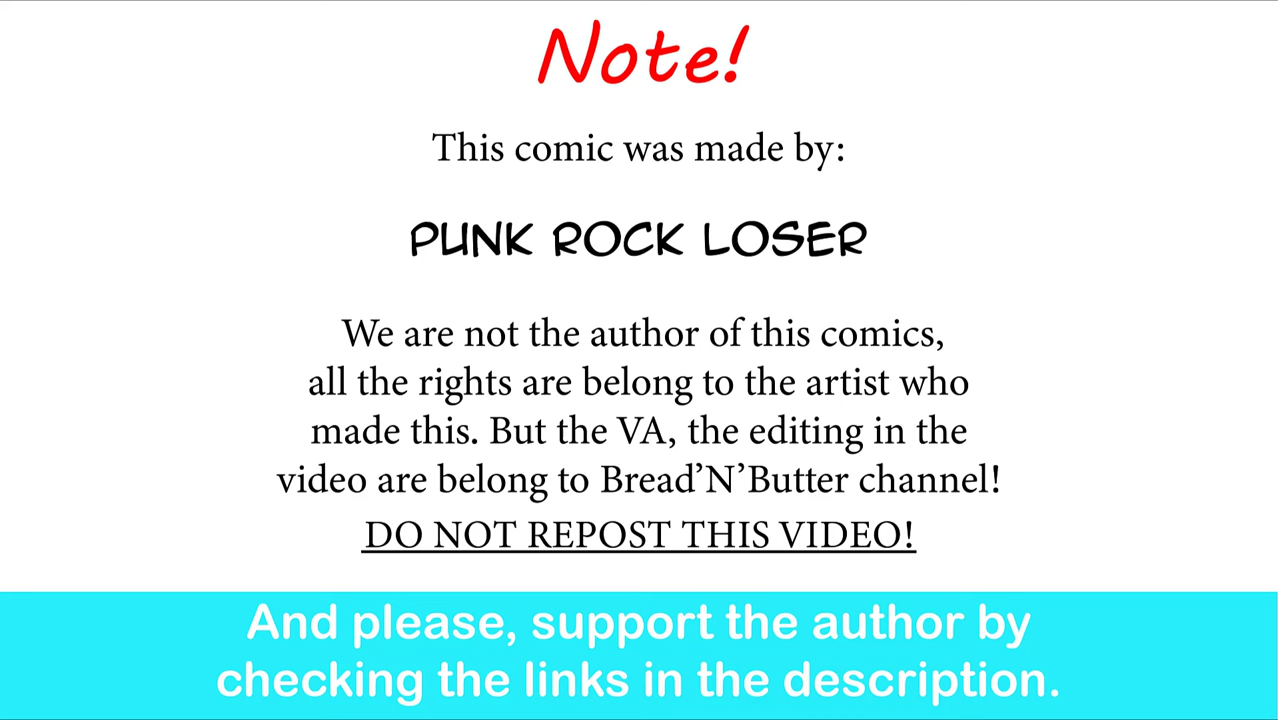 Note!
This comic was made by:
PUNK ROCK LOSER
We are not the author of this comics,
all the rights are belong to the artist who
made this. But the VA, the editing in the
video are belong to Bread’N’Butter channel!
DO NOT REPOST THIS VIDEO!
And please, support the author by
checking the links in the description.